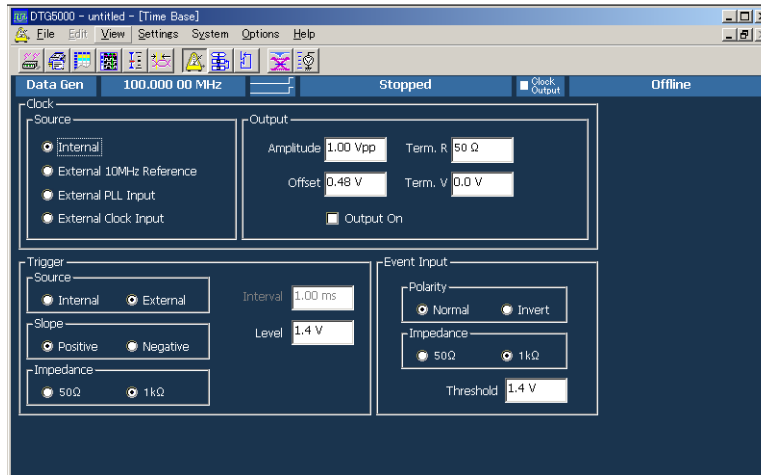 DTG5000 - untitled - [Time Base]
File Edit View Settings System Options Help
Data Gen 100.000 00 MHz Stopped Clock Output Offline
Clock
Source
Internal
External 10MHz Reference
External PLL Input
External Clock Input
Output
Amplitude 1.00 Vpp Term. R 50 Ω
Offset 0.48 V Term. V 0.0 V
Output On
Trigger
Source
Internal External
Interval 1.00 ms
Slope
Positive Negative
Level 1.4 V
Impedance
50Ω 1kΩ
Event Input
Polarity
Normal Invert
Impedance
50Ω 1kΩ
Threshold 1.4 V